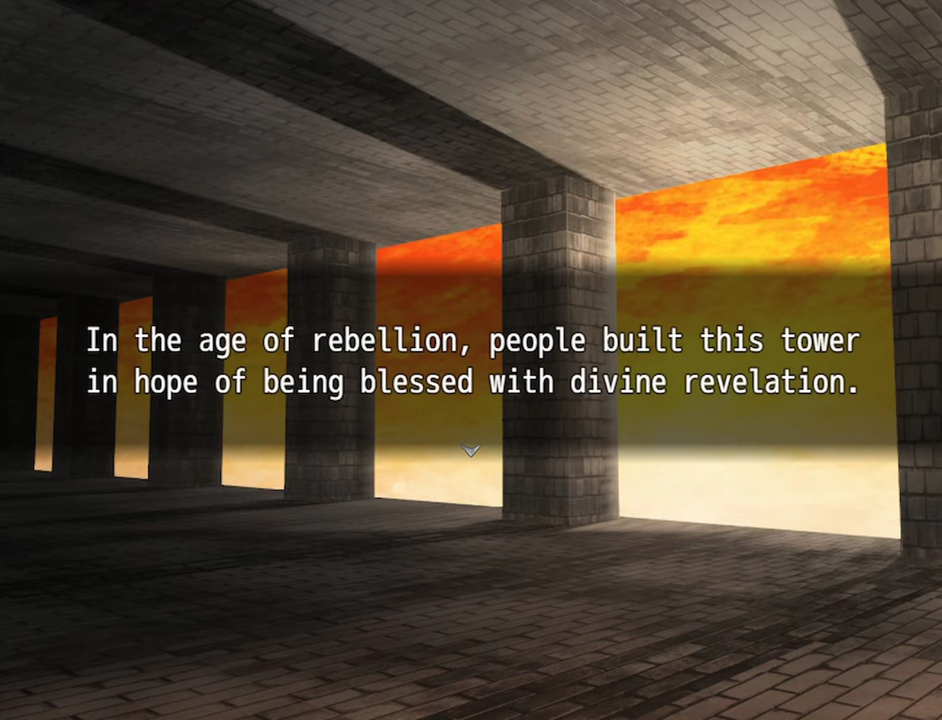 In the age of rebellion, people built this tower
in hope of being blessed with divine revelation.